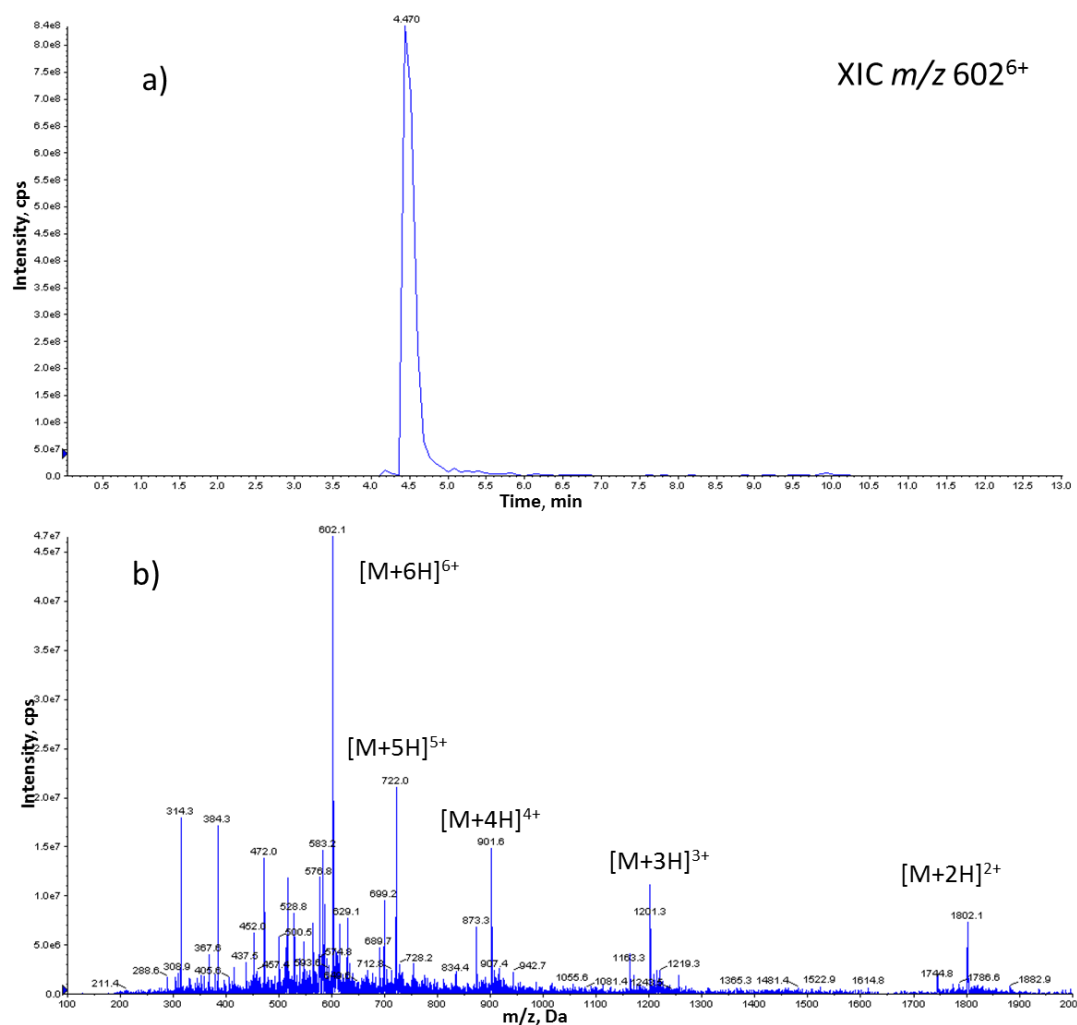 4.470
8.4e8
8.0e8
7.5e8
7.0e8
6.5e8
6.0e8
5.5e8
5.0e8
4.5e8
4.0e8
3.5e8
3.0e8
2.5e8
2.0e8
1.5e8
1.0e8
5.0e7
0.0
Intensity, cps
a)
XIC m/z 602⁶⁺
0.5 1.0 1.5 2.0 2.5 3.0 3.5 4.0 4.5 5.0 5.5 6.0 6.5 7.0 7.5 8.0 8.5 9.0 9.5 10.0 10.5 11.0 11.5 12.0 12.5 13.0
Time, min
4.7e7
4.5e7
4.0e7
3.5e7
3.0e7
2.5e7
2.0e7
1.5e7
1.0e7
5.0e6
0.0
Intensity, cps
b)
602.1
[M+6H]⁶⁺
[M+5H]⁵⁺
722.0
[M+4H]⁴⁺
901.6
[M+3H]³⁺
1201.3
[M+2H]²⁺
1802.1
314.3
384.3
472.0
583.2
576.8
528.8
699.2
629.1
452.0
500.5
689.7
873.3
367.6
437.5
457.4
574.8
712.8
728.2
1163.3
211.4
288.6
308.9
405.6
593.6
834.4
907.4
942.7
1055.6
1081.4
1219.3
1365.3
1481.4
1522.9
1614.8
1744.8
1786.6
1882.9
100 200 300 400 500 600 700 800 900 1000 1100 1200 1300 1400 1500 1600 1700 1800 1900 2000
m/z, Da